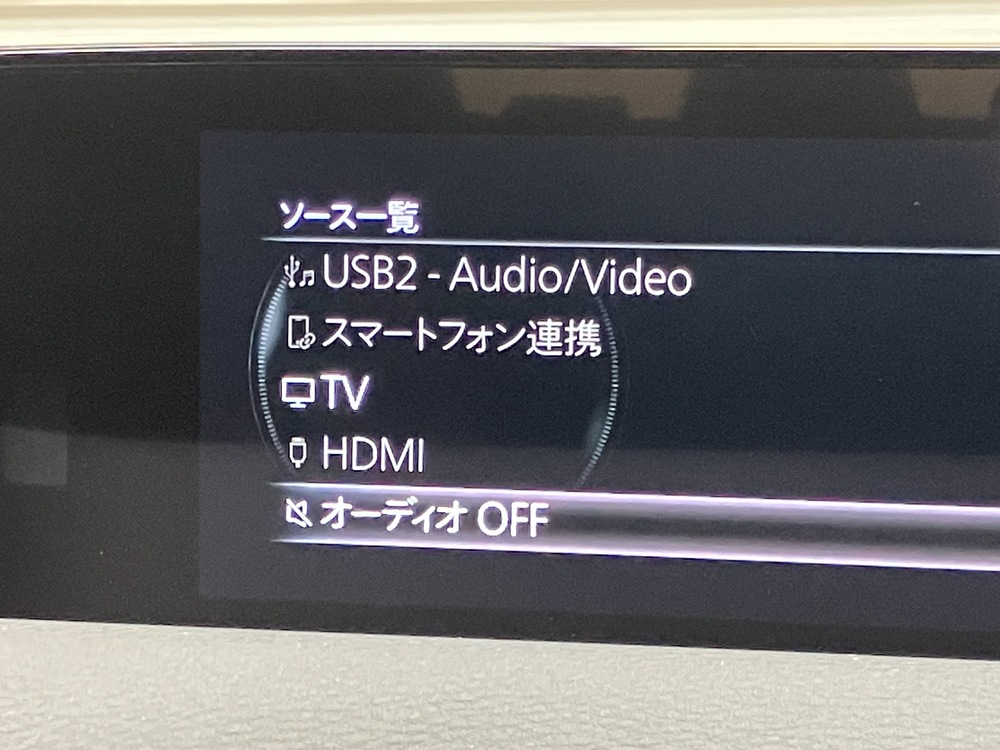 ソース一覧
USB2 - Audio/Video
スマートフォン連携
TV
HDMI
オーディオ OFF